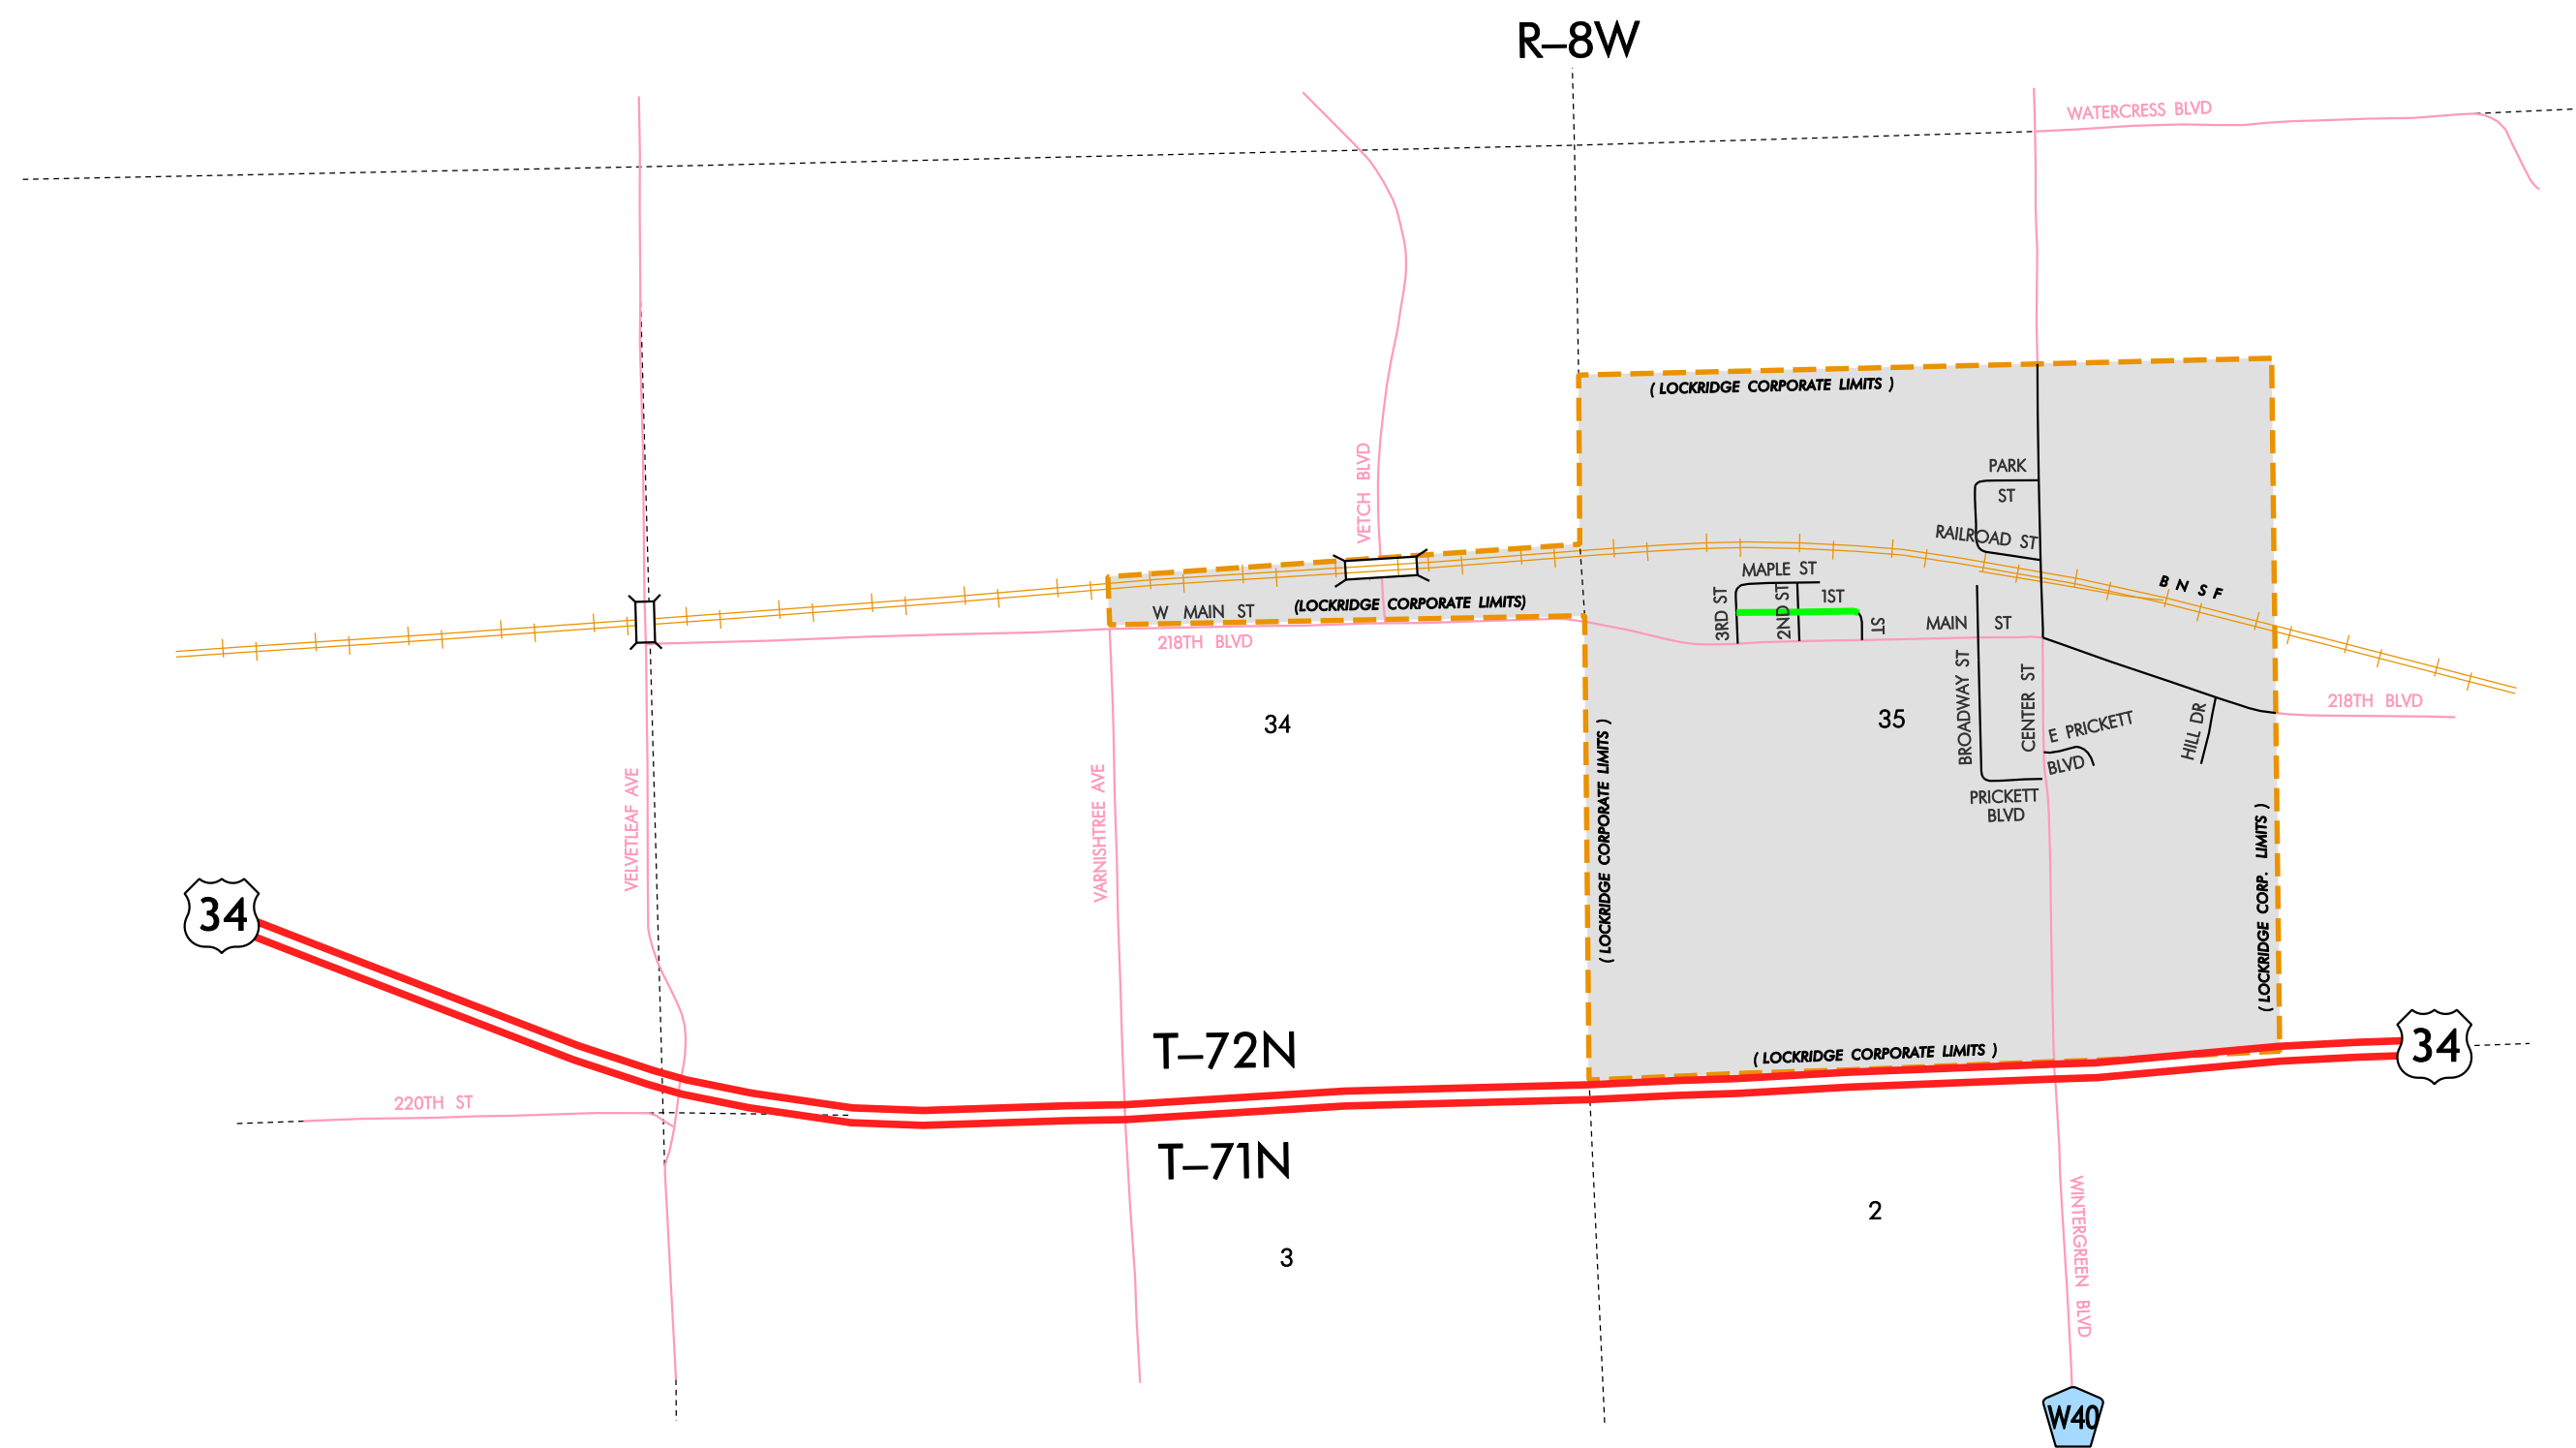 R–8W
WATERCRESS BLVD
( LOCKRIDGE CORPORATE LIMITS )
VETCH BLVD
PARK
ST
RAILROAD ST
BNSF
MAPLE ST
1ST
ST
2ND ST
3RD ST
W MAIN ST
(LOCKRIDGE CORPORATE LIMITS)
MAIN ST
218TH BLVD
218TH BLVD
34
35
BROADWAY ST
CENTER ST
E PRICKETT
BLVD
HILL DR
PRICKETT
BLVD
VELVETLEAF AVE
VARNISHTREE AVE
( LOCKRIDGE CORPORATE LIMITS )
( LOCKRIDGE CORP. LIMITS )
34
T–72N
( LOCKRIDGE CORPORATE LIMITS )
34
220TH ST
T–71N
2
3
WINTERGREEN BLVD
W40